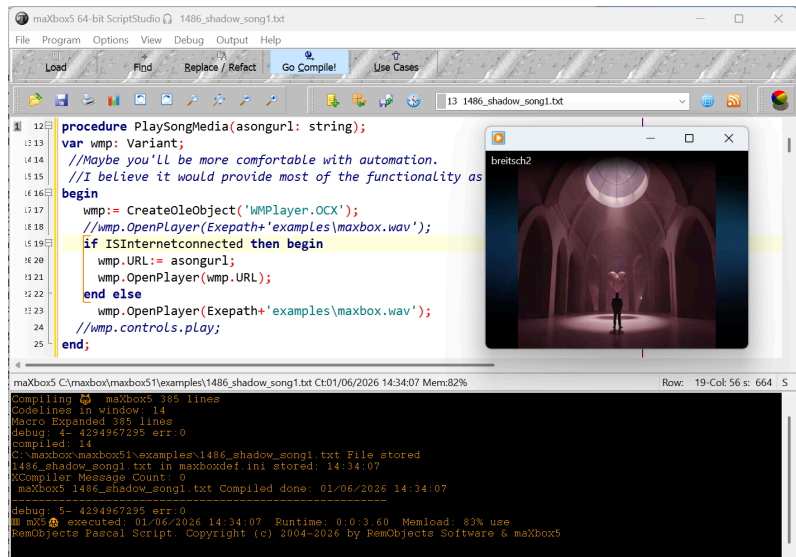 maXbox5 64-bit ScriptStudio 1486_shadow_song1.txt
File Program Options View Debug Output Help
Load Find Replace / Refact Go Compile! Use Cases
13 1486_shadow_song1.txt
1 12 procedure PlaySongMedia(asongurl: string);
13 var wmp: Variant;
14 //Maybe you'll be more comfortable with automation.
15 //I believe it would provide most of the functionality as
16 begin
17 wmp:= CreateOleObject('WMPlayer.OCX');
18 //wmp.OpenPlayer(Exepath+'examples\maxbox.wav');
19 if ISInternetconnected then begin
20 wmp.URL:= asongurl;
21 wmp.OpenPlayer(wmp.URL);
22 end else
23 wmp.OpenPlayer(Exepath+'examples\maxbox.wav');
24 //wmp.controls.play;
25 end;
breitsch2
maXbox5 C:\maxbox\maxbox51\examples\1486_shadow_song1.txt Ct:01/06/2026 14:34:07 Mem:82% Row: 19-Col: 56 s: 664 S
Compiling maXbox5 385 lines
Codelines in window: 14
Macro Expanded 385 lines
debug: 4- 4294967295 err:0
compiled: 14
C:\maxbox\maxbox51\examples\1486_shadow_song1.txt File stored
1486_shadow_song1.txt in maxboxdef.ini stored: 14:34:07
XCompiler Message Count: 0
maXbox5 1486_shadow_song1.txt Compiled done: 01/06/2026 14:34:07
-----------------------------------------------------------
debug: 5- 4294967295 err:0
mX5 executed: 01/06/2026 14:34:07 Runtime: 0:0:3.60 Memload: 83% use
RemObjects Pascal Script. Copyright (c) 2004-2026 by RemObjects Software & maXbox5